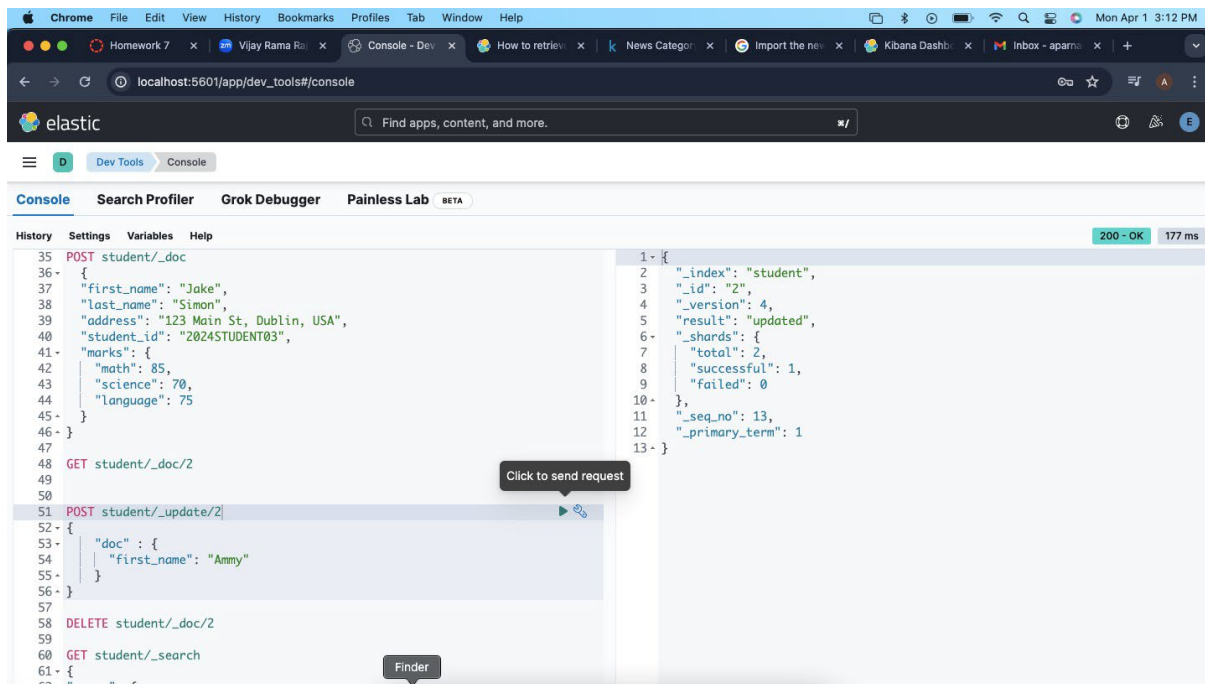 Chrome File Edit View History Bookmarks Profiles Tab Window Help Mon Apr 1 3:12 PM
Homework 7 Vijay Rama Ra Console - Dev How to retriev News Categor Import the new Kibana Dashbo Inbox - aparna
localhost:5601/app/dev_tools#/console A
elastic Find apps, content, and more. ⌘/ E
D Dev Tools Console
Console Search Profiler Grok Debugger Painless Lab BETA
History Settings Variables Help 200 - OK 177 ms
35 POST student/_doc
36 {
37 "first_name": "Jake",
38 "last_name": "Simon",
39 "address": "123 Main St, Dublin, USA",
40 "student_id": "2024STUDENT03",
41 "marks": {
42 "math": 85,
43 "science": 70,
44 "language": 75
45 }
46 }
47
48 GET student/_doc/2
49
50
51 POST student/_update/2
52 {
53 "doc" : {
54 "first_name": "Ammy"
55 }
56 }
57
58 DELETE student/_doc/2
59
60 GET student/_search
61 {
Click to send request
Finder
1 {
2 "_index": "student",
3 "_id": "2",
4 "_version": 4,
5 "result": "updated",
6 "_shards": {
7 "total": 2,
8 "successful": 1,
9 "failed": 0
10 },
11 "_seq_no": 13,
12 "_primary_term": 1
13 }